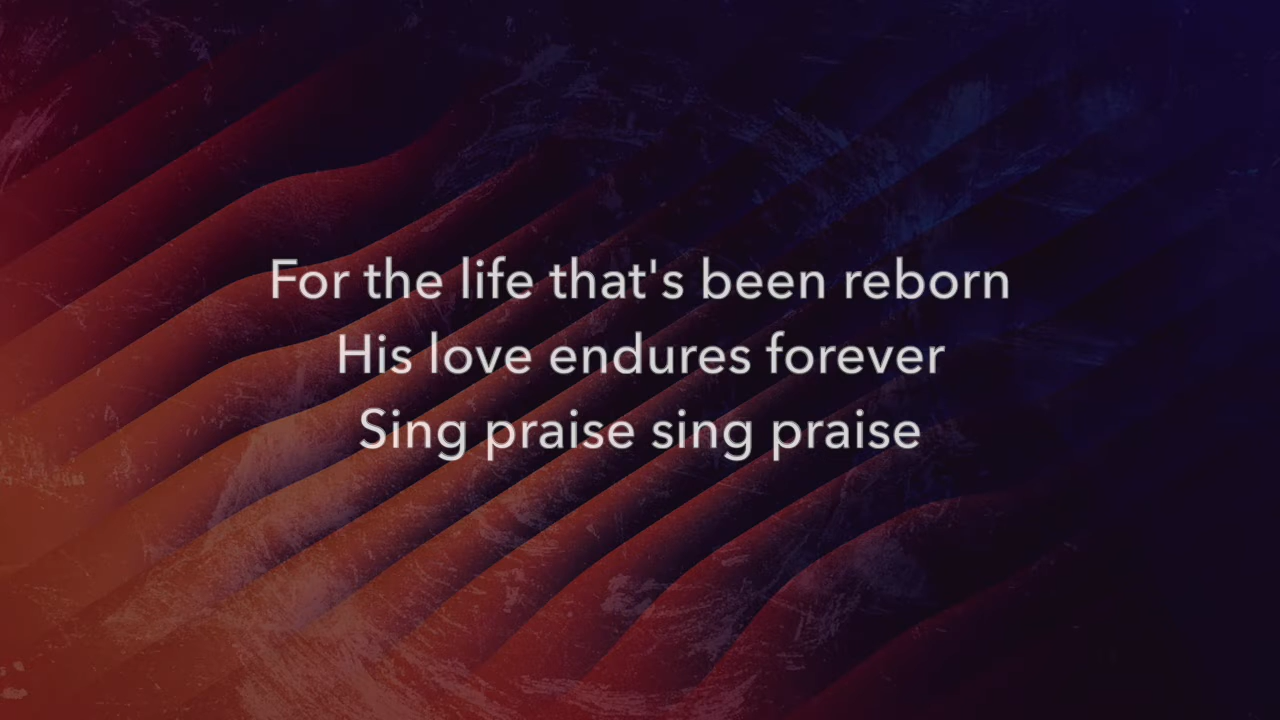 For the life that's been reborn
His love endures forever
Sing praise sing praise